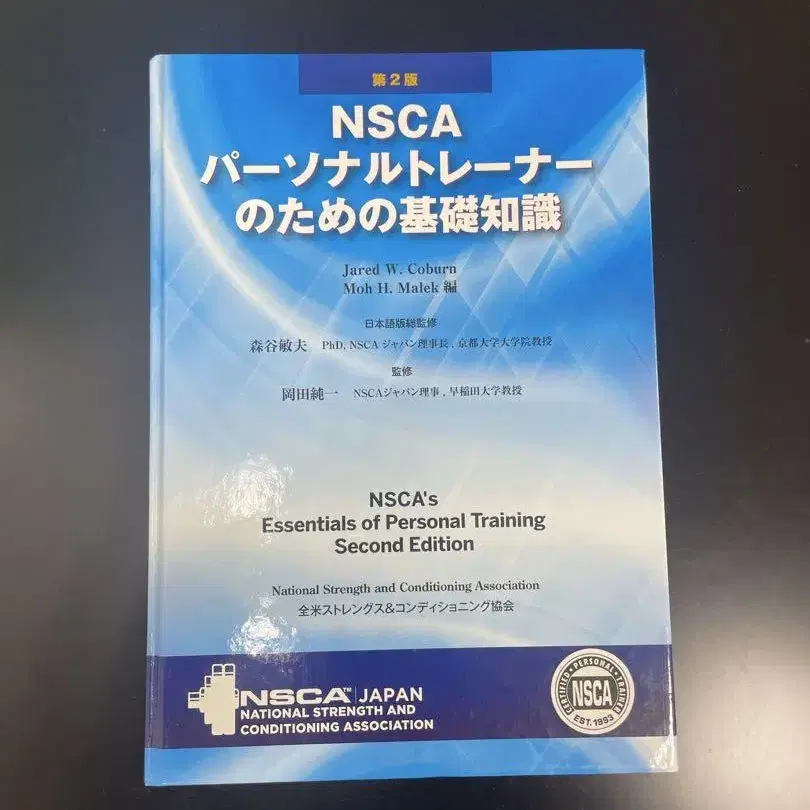 第2版
NSCA
パーソナルトレーナー
のための基礎知識
Jared W. Coburn
Moh H. Malek 編
日本語版総監修
森谷敏夫 PhD, NSCA ジャパン理事長, 京都大学大学院教授
監修
岡田純一 NSCAジャパン理事, 早稲田大学教授
NSCA's
Essentials of Personal Training
Second Edition
National Strength and Conditioning Association
全米ストレングス&コンディショニング協会
NSCA™ JAPAN
NATIONAL STRENGTH AND
CONDITIONING ASSOCIATION
CERTIFIED • PERSONAL • TRAINER
NSCA
EST. 1993